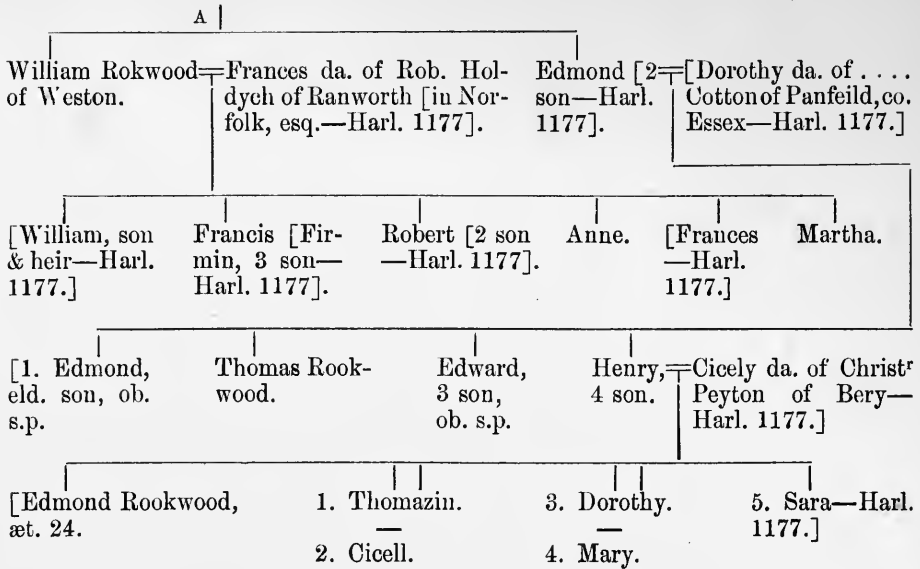 A
William Rokwood=Frances da. of Rob. Hol-
of Weston. dych of Ranworth [in Nor-
folk, esq.—Harl. 1177].
Edmond [2=[Dorothy da. of . . . .
son—Harl. Cotton of Panfeild, co.
1177]. Essex—Harl. 1177.]
[William, son
& heir—Harl.
1177.]
Francis [Fir-
min, 3 son—
Harl. 1177].
Robert [2 son
—Harl. 1177].
Anne.
[Frances
—Harl.
1177.]
Martha.
[1. Edmond,
eld. son, ob.
s.p.
Thomas Rook-
wood.
Edward,
3 son,
ob. s.p.
Henry,=Cicely da. of Christr
4 son. Peyton of Bery—
Harl. 1177.]
[Edmond Rookwood,
æt. 24.
1. Thomazin.
—
2. Cicell.
3. Dorothy.
—
4. Mary.
5. Sara—Harl.
1177.]